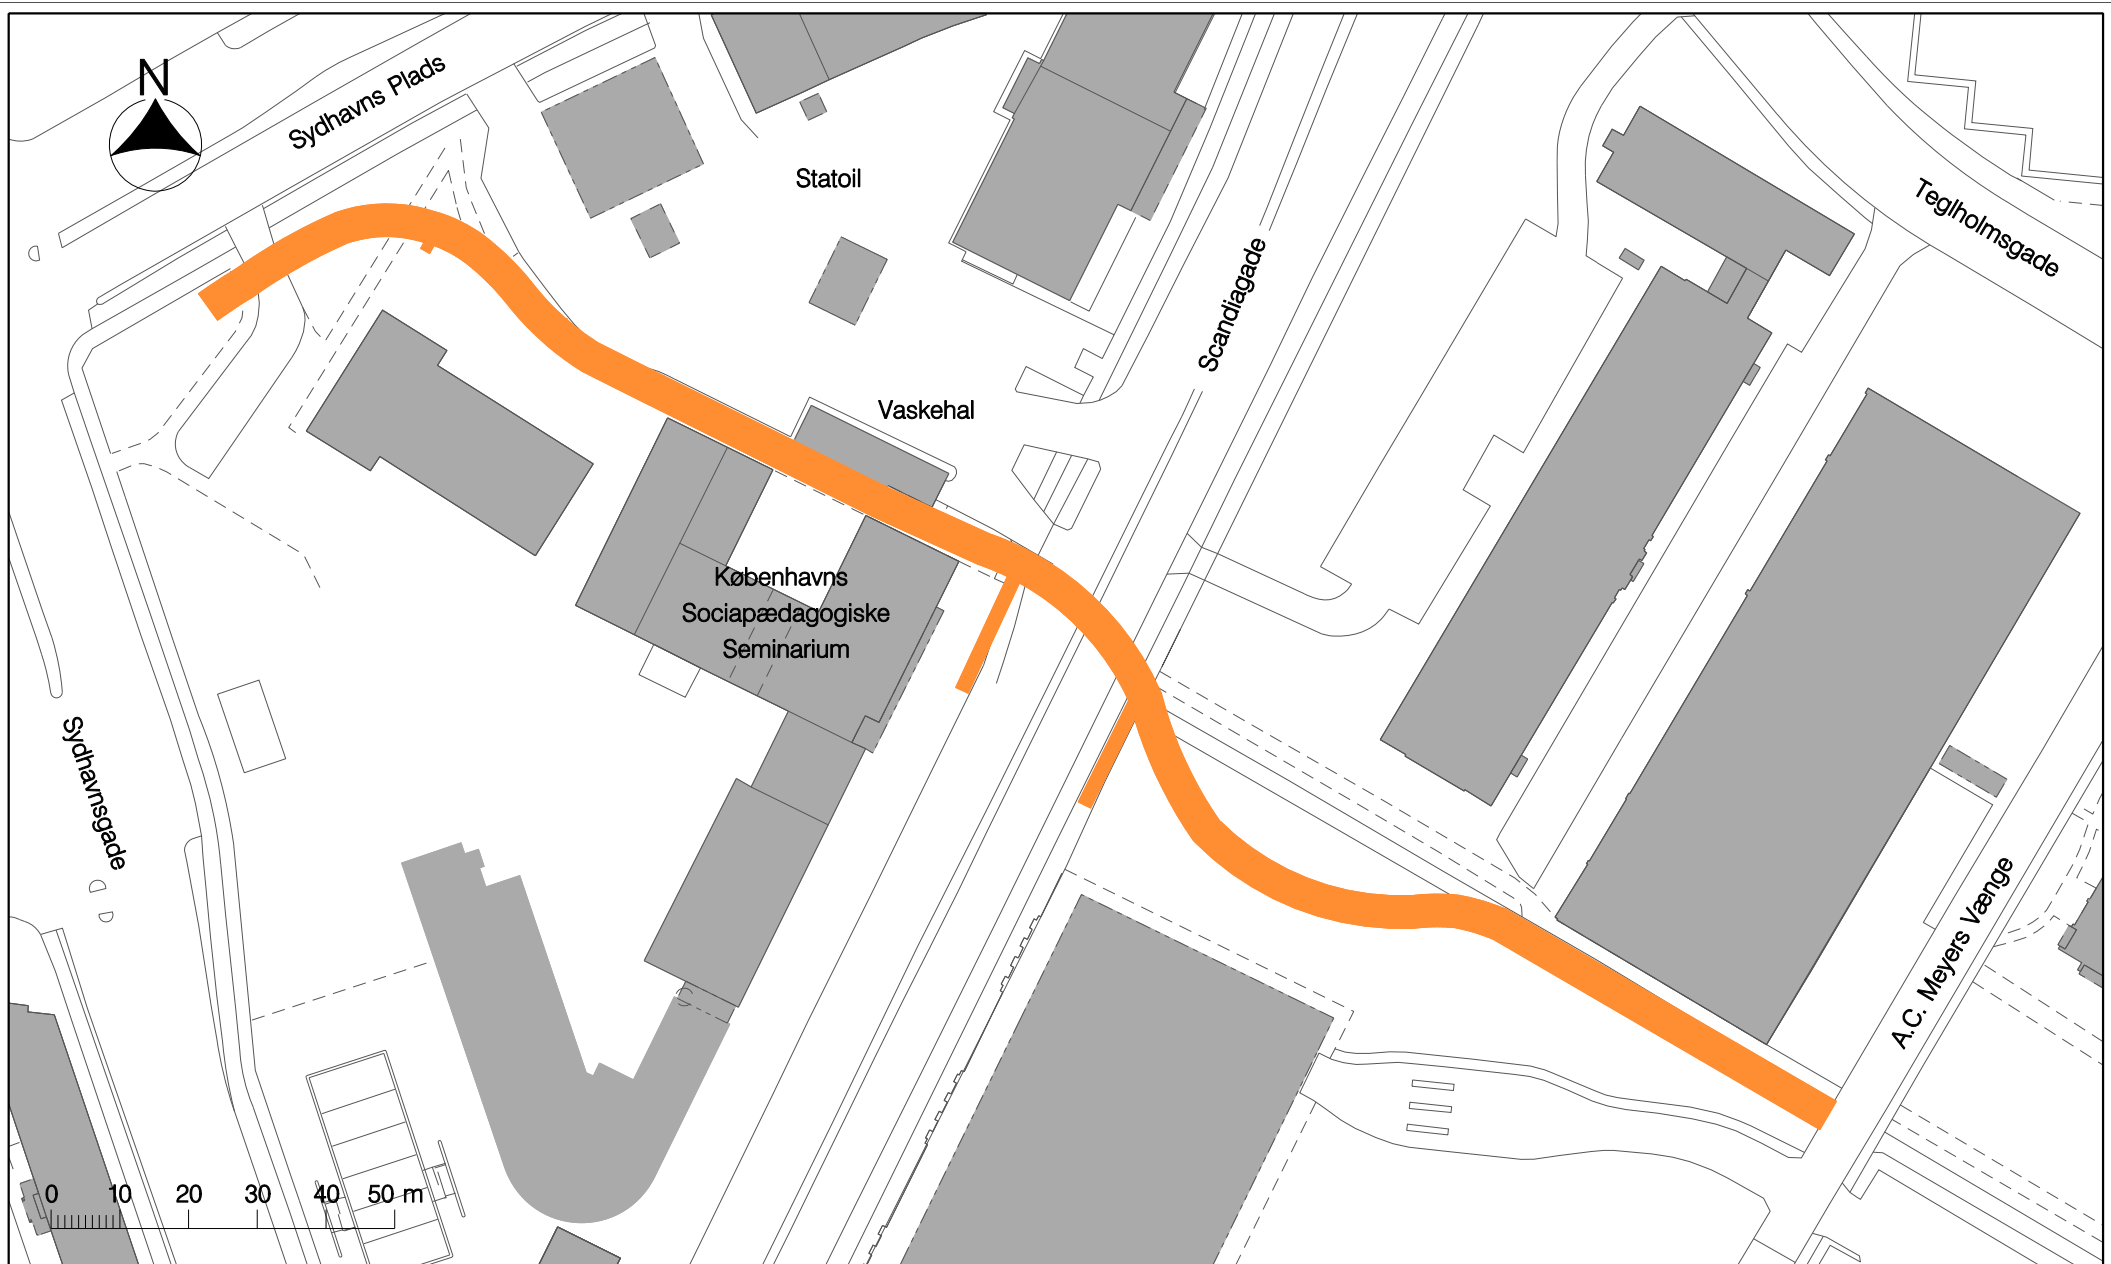 N
Sydhavns Plads
Statoil
Teglholmsgade
Scandiagade
Vaskehal
Københavns
Sociapædagogiske
Seminarium
Sydhavnsgade
A.C. Meyers Vænge
0 10 20 30 40 50 m